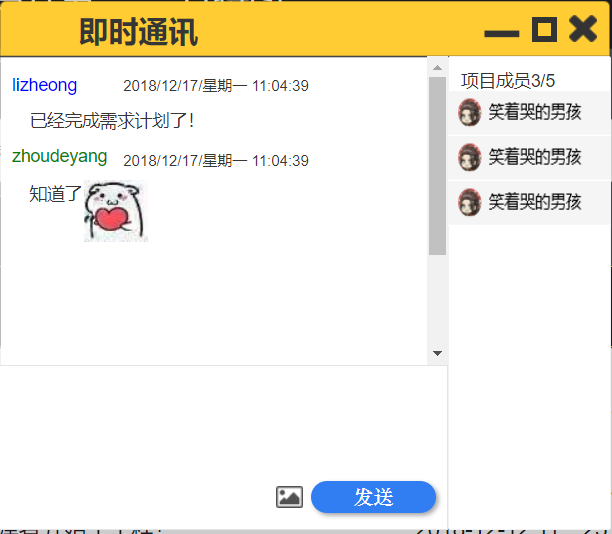 即时通讯
lizheong 2018/12/17/星期一 11:04:39
已经完成需求计划了!
zhoudeyang 2018/12/17/星期一 11:04:39
知道了
项目成员3/5
笑着哭的男孩
笑着哭的男孩
笑着哭的男孩
发送